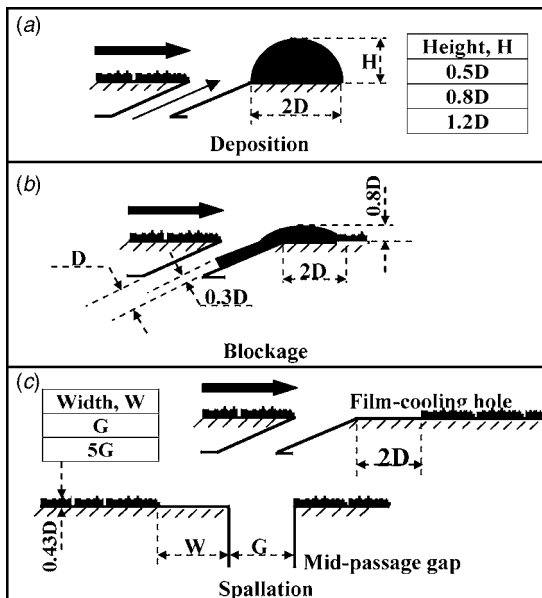 (a)
Height, H
0.5D
0.8D
1.2D
H
2D
Deposition
(b)
0.8D
D
0.3D
2D
Blockage
(c)
Width, W
G
5G
Film-cooling hole
2D
0.43D
W
G
Mid-passage gap
Spallation